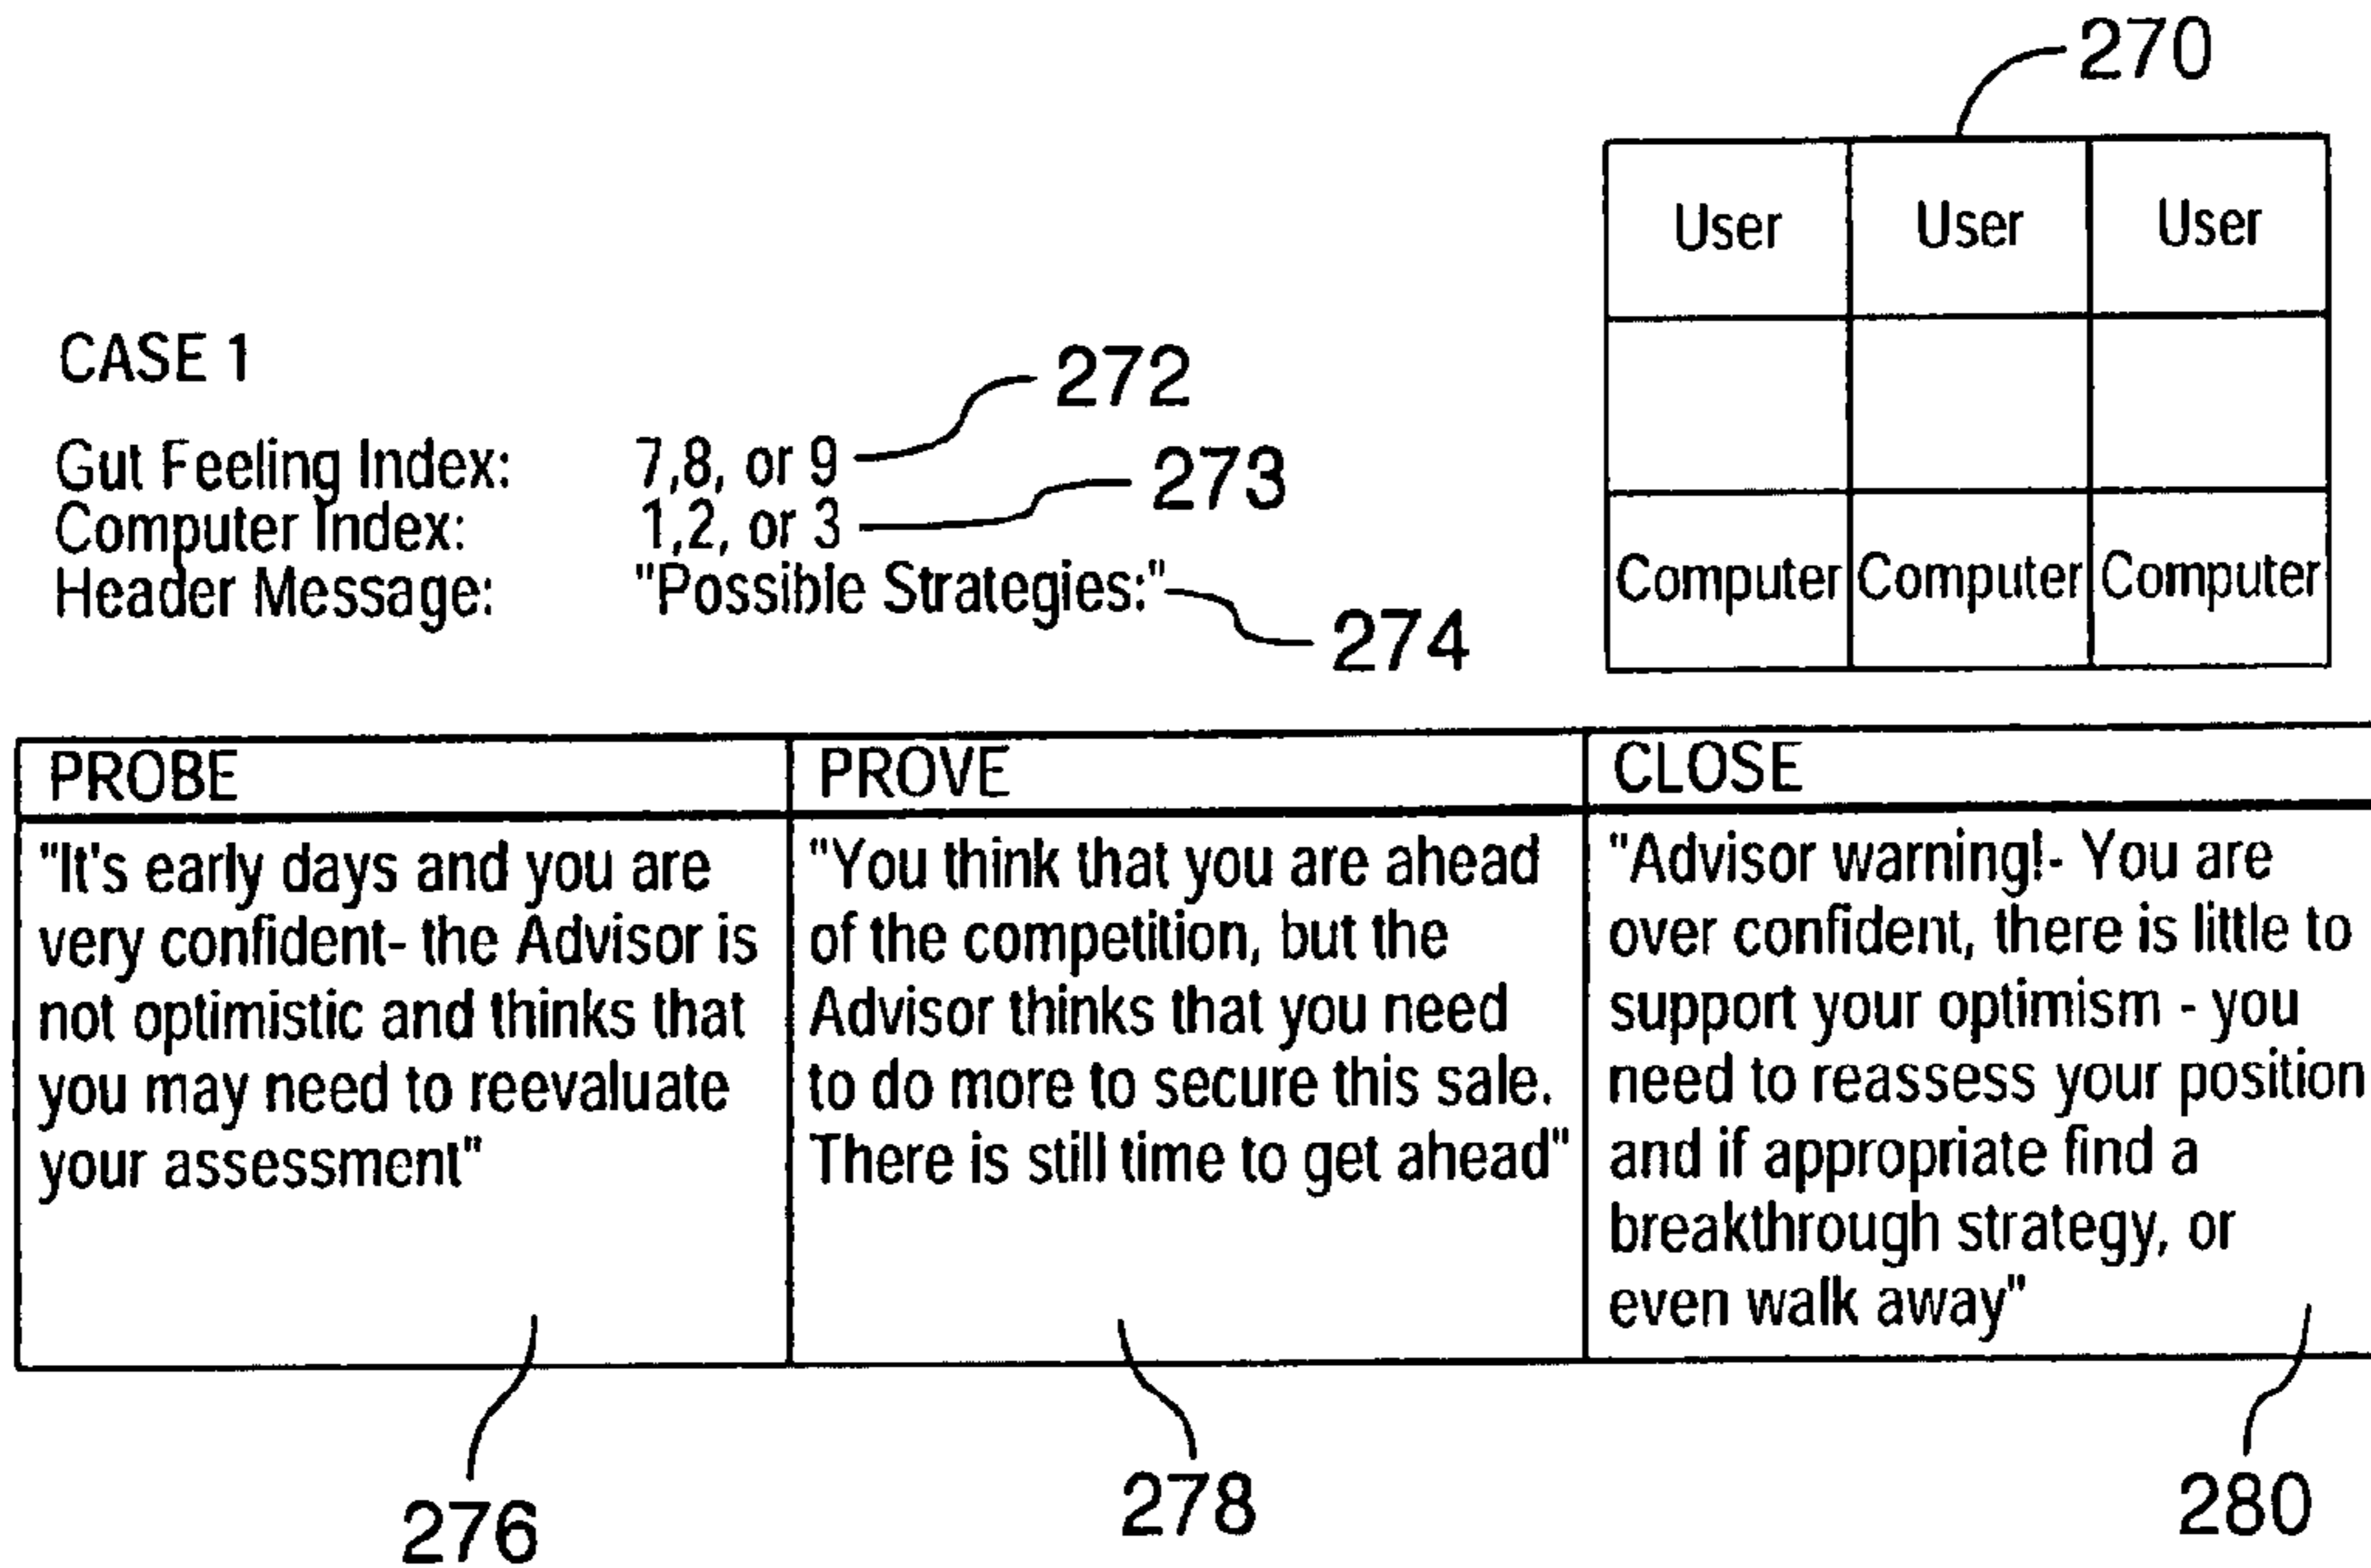 270
User User User
Computer Computer Computer
CASE 1
272
Gut Feeling Index: 7,8, or 9
273
Computer Index: 1,2, or 3
Header Message: "Possible Strategies:"
274
PROBE
"It's early days and you are
very confident- the Advisor is
not optimistic and thinks that
you may need to reevaluate
your assessment"
276
PROVE
"You think that you are ahead
of the competition, but the
Advisor thinks that you need
to do more to secure this sale.
There is still time to get ahead"
278
CLOSE
"Advisor warning!- You are
over confident, there is little to
support your optimism - you
need to reassess your position
and if appropriate find a
breakthrough strategy, or
even walk away"
280